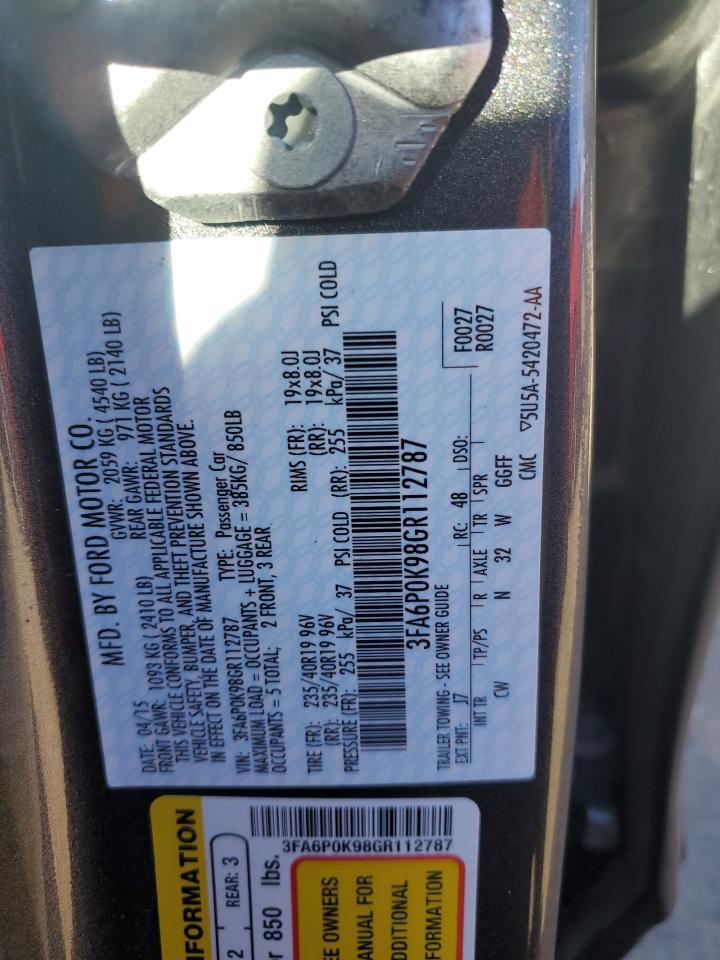 MFD. BY FORD MOTOR CO.
DATE: 04/15 GVWR: 2059 KG ( 4540 LB)
FRONT GAWR: 1093 KG ( 2410 LB) REAR GAWR: 971 KG ( 2140 LB)
THIS VEHICLE CONFORMS TO ALL APPLICABLE FEDERAL MOTOR
VEHICLE SAFETY, BUMPER, AND THEFT PREVENTION STANDARDS
IN EFFECT ON THE DATE OF MANUFACTURE SHOWN ABOVE.
VIN: 3FA6P0K98GR112787 TYPE: Passenger Car
MAXIMUM LOAD = OCCUPANTS + LUGGAGE = 385KG/ 850LB
OCCUPANTS = 5 TOTAL; 2 FRONT, 3 REAR
TIRE (FR): 235/40R19 96V RIMS (FR): 19x8.0J
(RR): 235/40R19 96V (RR): 19x8.0J
PRESSURE (FR): 255 kPa/ 37 PSI COLD (RR): 255 kPa/ 37 PSI COLD
3FA6P0K98GR112787
TRAILER TOWING - SEE OWNER GUIDE
F0027
EXT PNT: J7 RC: 48 DSO: R0027
INT TR TP/PS R AXLE TR SPR
CW N 32 W GGFF
CMC ▽5U5A-5420472-AA
3FA6P0K98GR112787
INFORMATION
2 REAR: 3
r 850 lbs.
EE OWNERS
ANUAL FOR
DDITIONAL
FORMATION